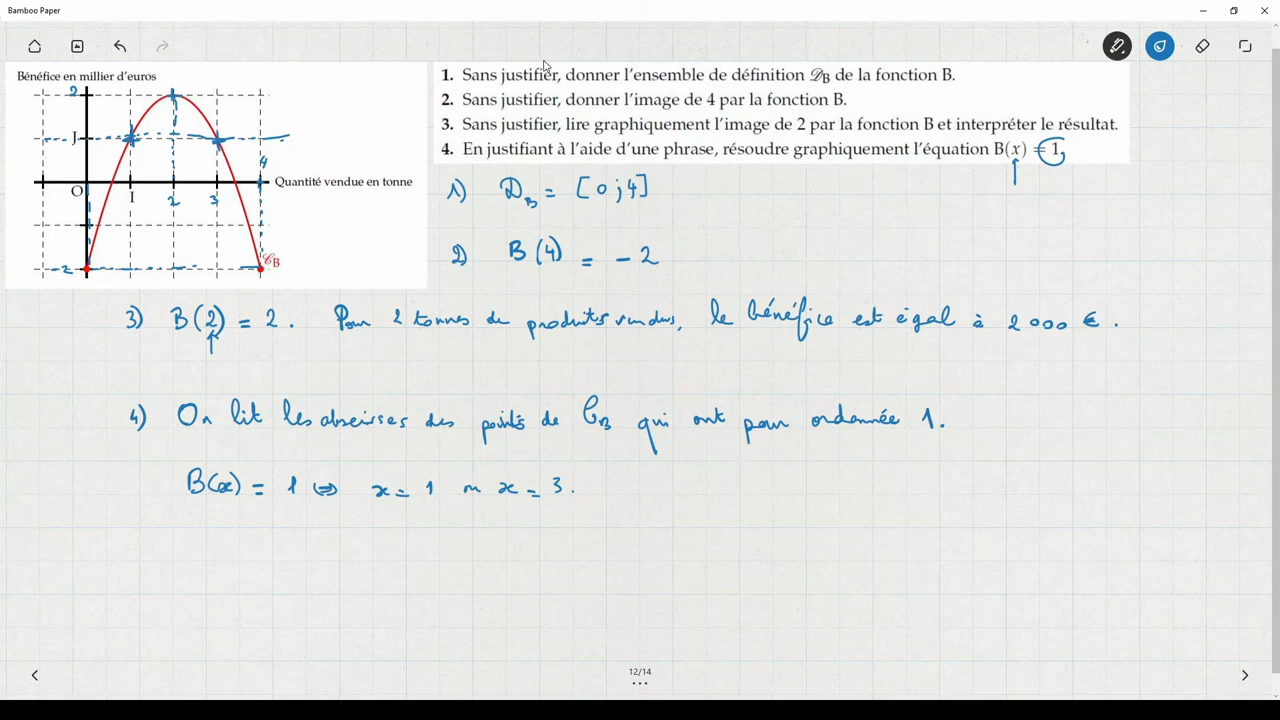 Bamboo Paper
Bénéfice en millier d'euros
2
J
4
O
I
2
3
Quantité vendue en tonne
-2
𝒞B
1. Sans justifier, donner l'ensemble de définition 𝒟B de la fonction B.
2. Sans justifier, donner l'image de 4 par la fonction B.
3. Sans justifier, lire graphiquement l'image de 2 par la fonction B et interpréter le résultat.
4. En justifiant à l'aide d'une phrase, résoudre graphiquement l'équation B(x) = 1.
1) 𝒟B = [0;4]
2) B(4) = -2
3) B(2) = 2. Pour 2 tonnes de produits vendus, le bénéfice est égal à 2 000 €.
4) On lit les abscisses des points de 𝒞B qui ont pour ordonnée 1.
B(x) = 1 ⇔ x = 1 ou x = 3.
12/14